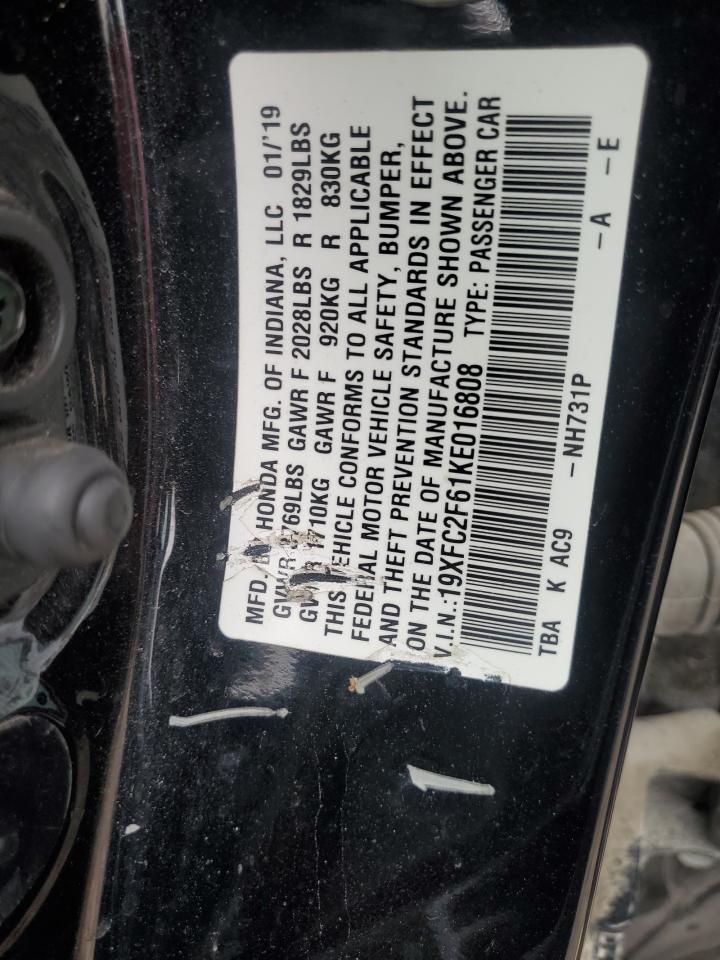 MFD. BY HONDA MFG. OF INDIANA, LLC 01/'19
GVWR 769LBS GAWR F 2028LBS R 1829LBS
710KG GAWR F 920KG R 830KG
THIS VEHICLE CONFORMS TO ALL APPLICABLE
FEDERAL MOTOR VEHICLE SAFETY, BUMPER,
AND THEFT PREVENTION STANDARDS IN EFFECT
ON THE DATE OF MANUFACTURE SHOWN ABOVE.
V.I.N.:19XFC2F61KE016808 TYPE: PASSENGER CAR
TBA K AC9 -NH731P -A -E